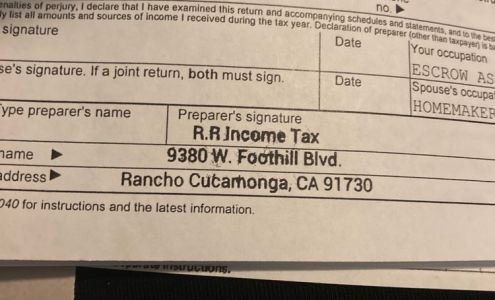 enalties of perjury, I declare that I have examined this return and accompanying schedules and statements, and to the best
no. ▶
ly list all amounts and sources of income I received during the tax year. Declaration of preparer (other than taxpayer) is b
signature
Date
Your occupation
ESCROW AS
se's signature. If a joint return, both must sign.
Date
Spouse's occupa
HOMEMAKER
Type preparer's name
Preparer's signature
R.R Income Tax
name ▶
9380 W. Foothill Blvd.
address ▶
Rancho Cucamonga, CA 91730
040 for instructions and the latest information.
instructions.